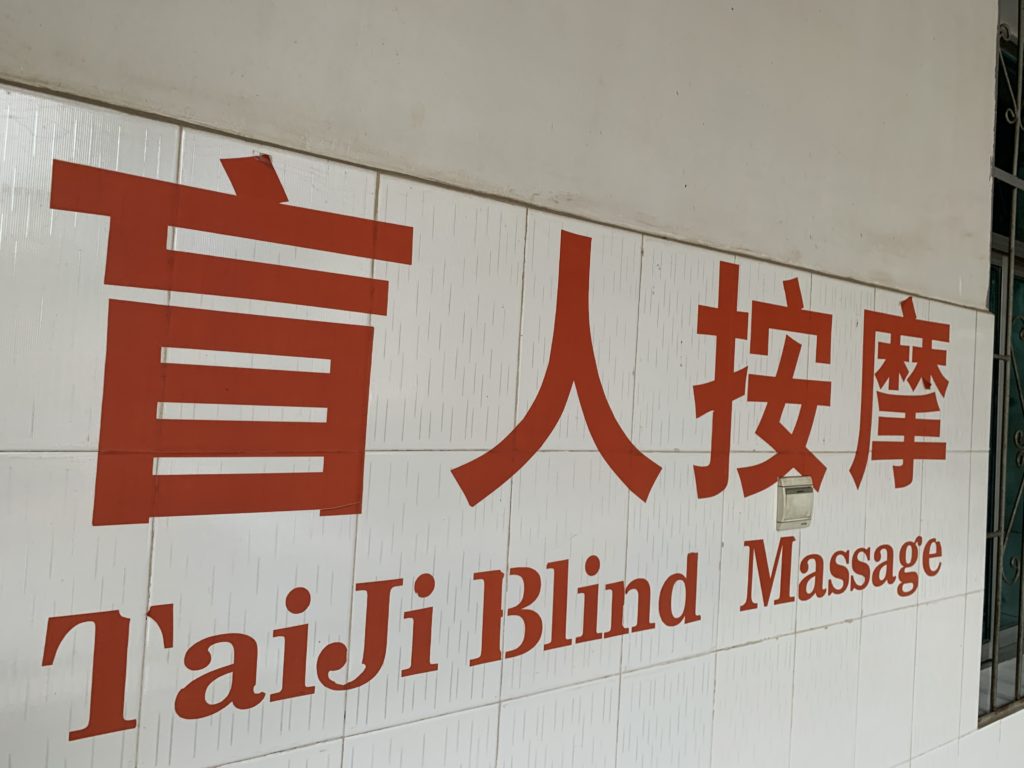 盲人按摩
TaiJi Blind Massage